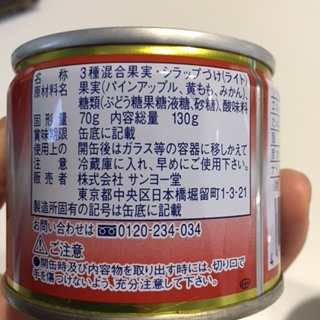 名称 3種混合果実・シラップづけ(ライト)
原材料名 果実(パインアップル、黄もも、みかん)、
糖類(ぶどう糖果糖液糖、砂糖)、酸味料
固形量 70g 内容総量 130g
賞味期限 缶底に記載
使用上の注意 開缶後はガラス等の容器に移しかえて
冷蔵庫に入れ、早めにご使用下さい。
販売者 株式会社 サンヨー堂
東京都中央区日本橋堀留町1-3-21
製造所固有の記号は缶底に記載
お問い合わせは 0120-234-034
ご注意
●開缶時及び内容物を取り出す時には、切り口で
手を傷つけないよう、充分注意して下さい。